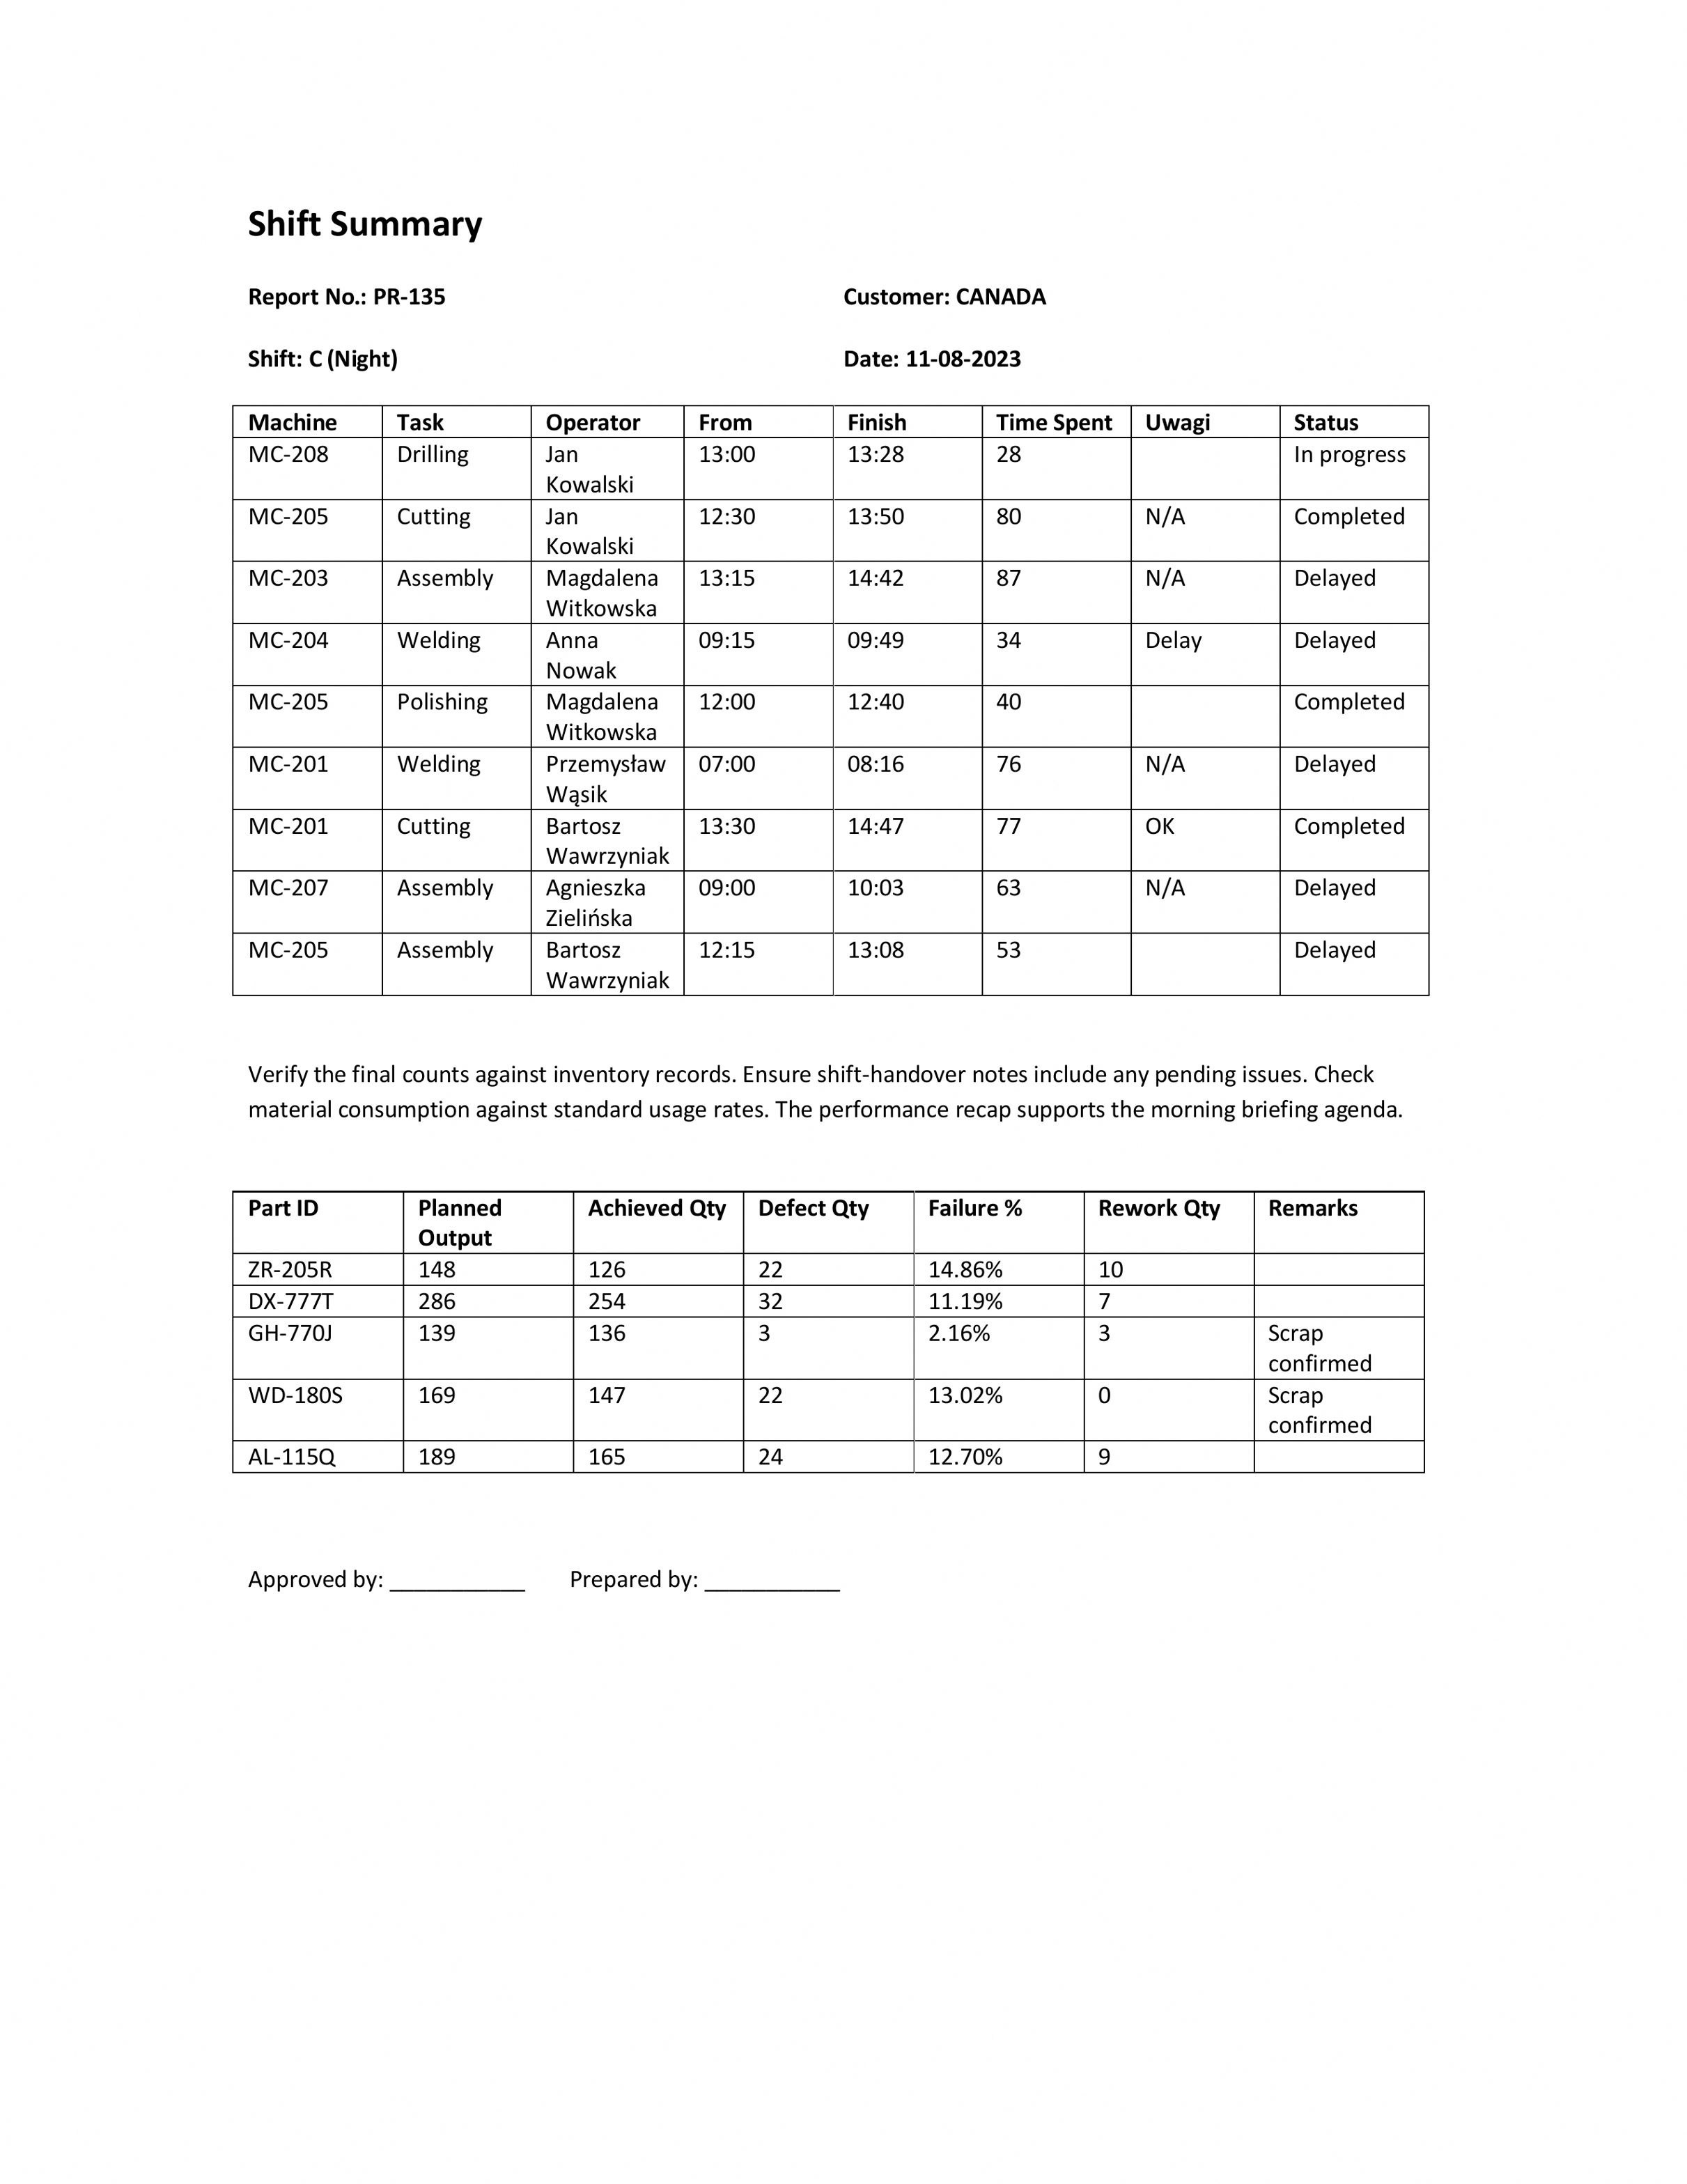 Shift Summary
Report No.: PR-135 Customer: CANADA
Shift: C (Night) Date: 11-08-2023
Machine Task Operator From Finish Time Spent Uwagi Status
MC-208 Drilling Jan Kowalski 13:00 13:28 28 In progress
MC-205 Cutting Jan Kowalski 12:30 13:50 80 N/A Completed
MC-203 Assembly Magdalena Witkowska 13:15 14:42 87 N/A Delayed
MC-204 Welding Anna Nowak 09:15 09:49 34 Delay Delayed
MC-205 Polishing Magdalena Witkowska 12:00 12:40 40 Completed
MC-201 Welding Przemysław Wąsik 07:00 08:16 76 N/A Delayed
MC-201 Cutting Bartosz Wawrzyniak 13:30 14:47 77 OK Completed
MC-207 Assembly Agnieszka Zielińska 09:00 10:03 63 N/A Delayed
MC-205 Assembly Bartosz Wawrzyniak 12:15 13:08 53 Delayed
Verify the final counts against inventory records. Ensure shift-handover notes include any pending issues. Check
material consumption against standard usage rates. The performance recap supports the morning briefing agenda.
Part ID Planned Output Achieved Qty Defect Qty Failure % Rework Qty Remarks
ZR-205R 148 126 22 14.86% 10
DX-777T 286 254 32 11.19% 7
GH-770J 139 136 3 2.16% 3 Scrap confirmed
WD-180S 169 147 22 13.02% 0 Scrap confirmed
AL-115Q 189 165 24 12.70% 9
Approved by: ___________ Prepared by: ___________